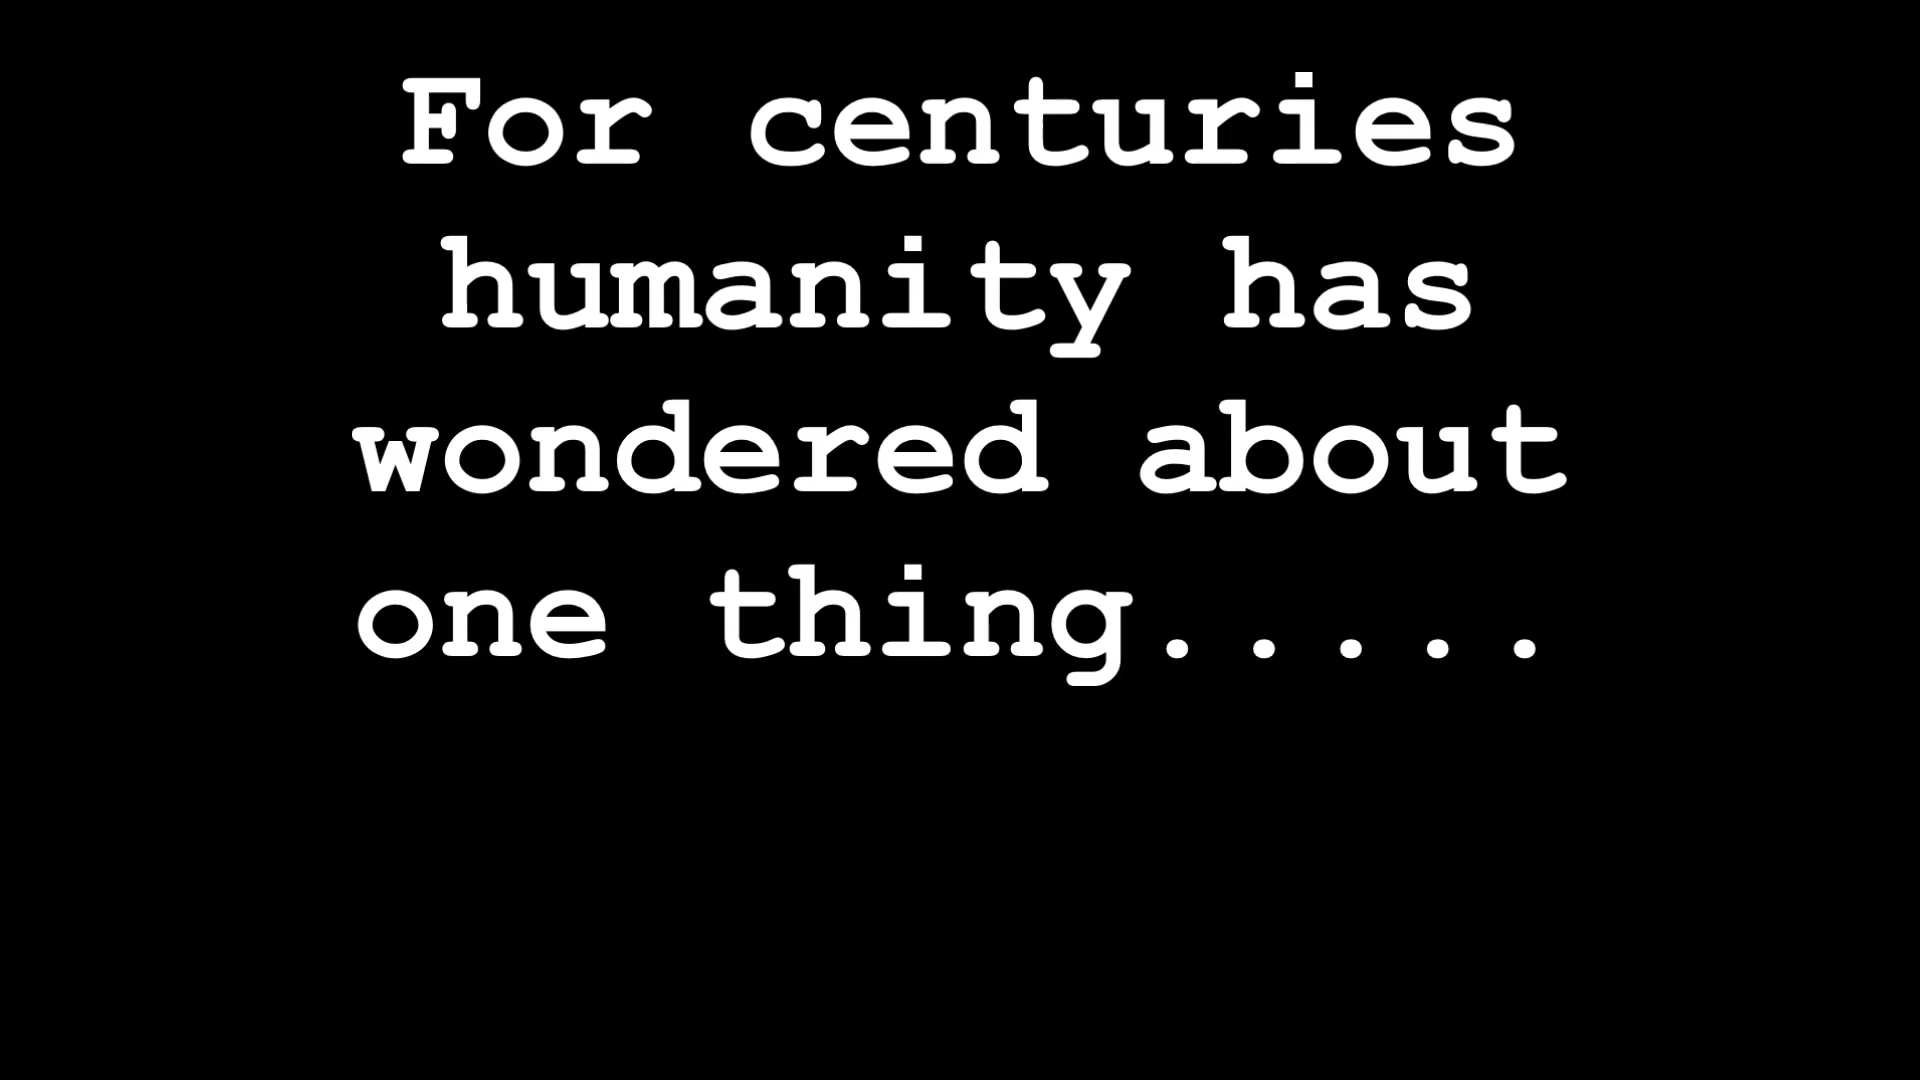 For centuries
humanity has
wondered about
one thing.....